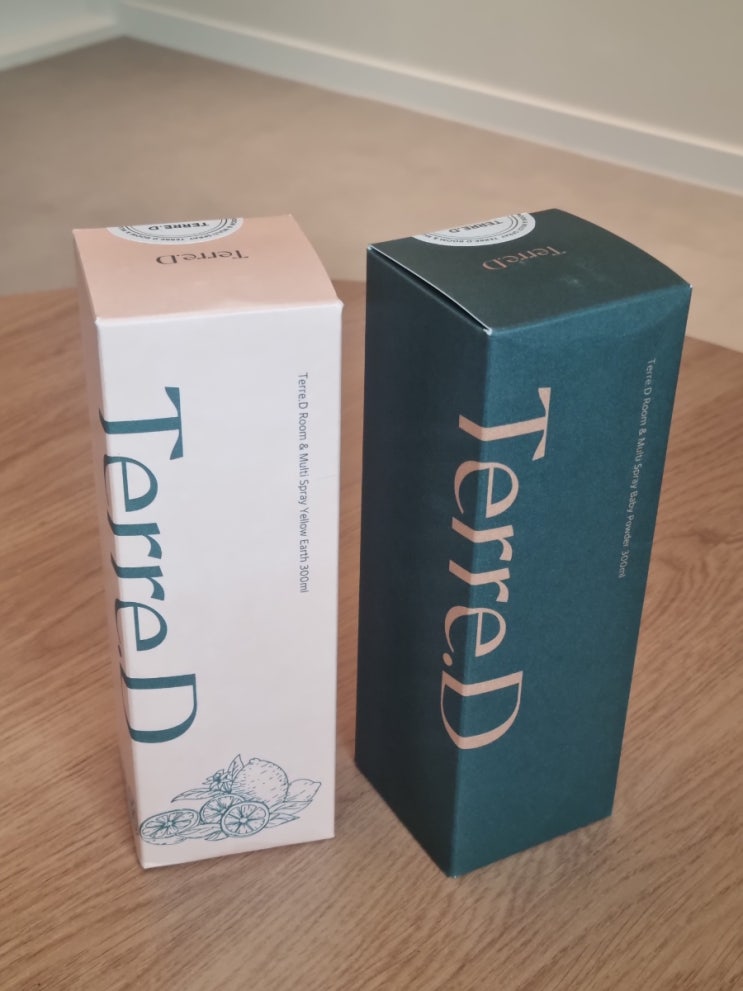 TERRE.D
Terre.D
Terre.D Room & Multi Spray Yellow Earth 300ml
Terre.D
TERRE.D
Terre.D
Terre.D Room & Multi Spray Baby Powder 300ml
Terre.D